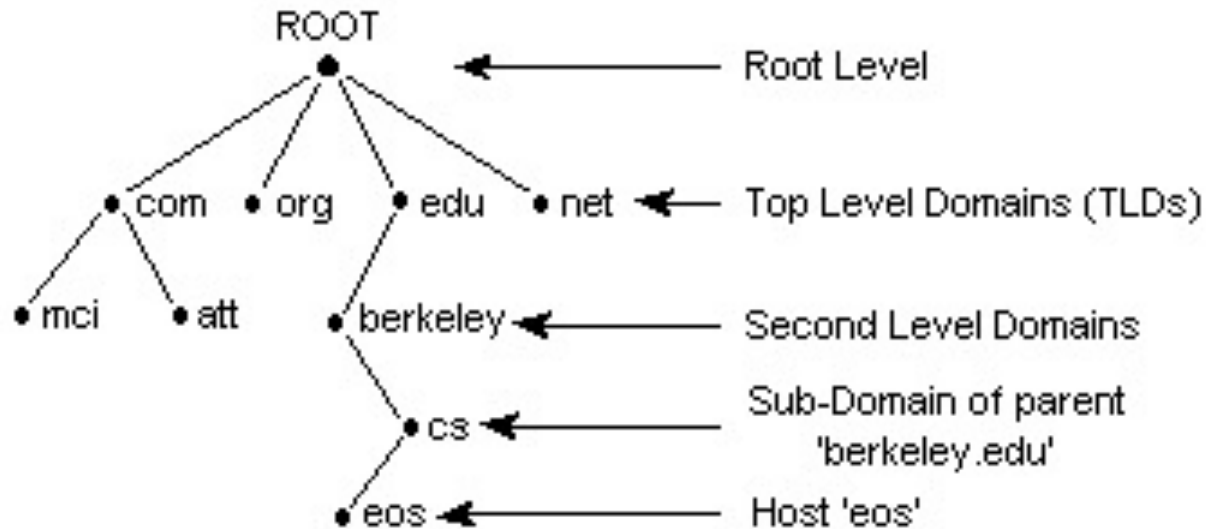 ROOT
Root Level
com org edu net
Top Level Domains (TLDs)
mci att berkeley
Second Level Domains
cs
Sub-Domain of parent
'berkeley.edu'
eos
Host 'eos'